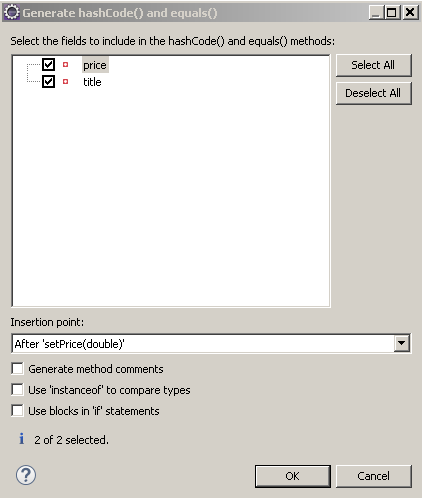 Generate hashCode() and equals()
Select the fields to include in the hashCode() and equals() methods:
price
title
Select All
Deselect All
Insertion point:
After 'setPrice(double)'
Generate method comments
Use 'instanceof' to compare types
Use blocks in 'if' statements
i 2 of 2 selected.
?
OK
Cancel